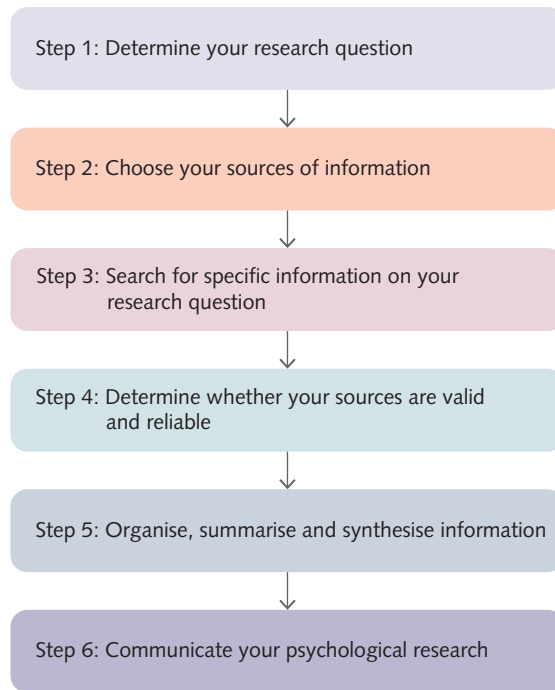 Step 1: Determine your research question
Step 2: Choose your sources of information
Step 3: Search for specific information on your
research question
Step 4: Determine whether your sources are valid
and reliable
Step 5: Organise, summarise and synthesise information
Step 6: Communicate your psychological research